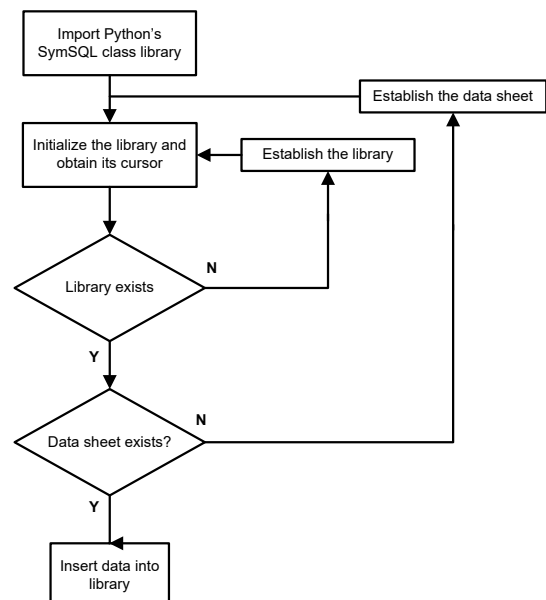 Import Python’s
SymSQL class library
Establish the data sheet
Initialize the library and
obtain its cursor
Establish the library
N
Library exists
Y
N
Data sheet exists?
Y
Insert data into
library